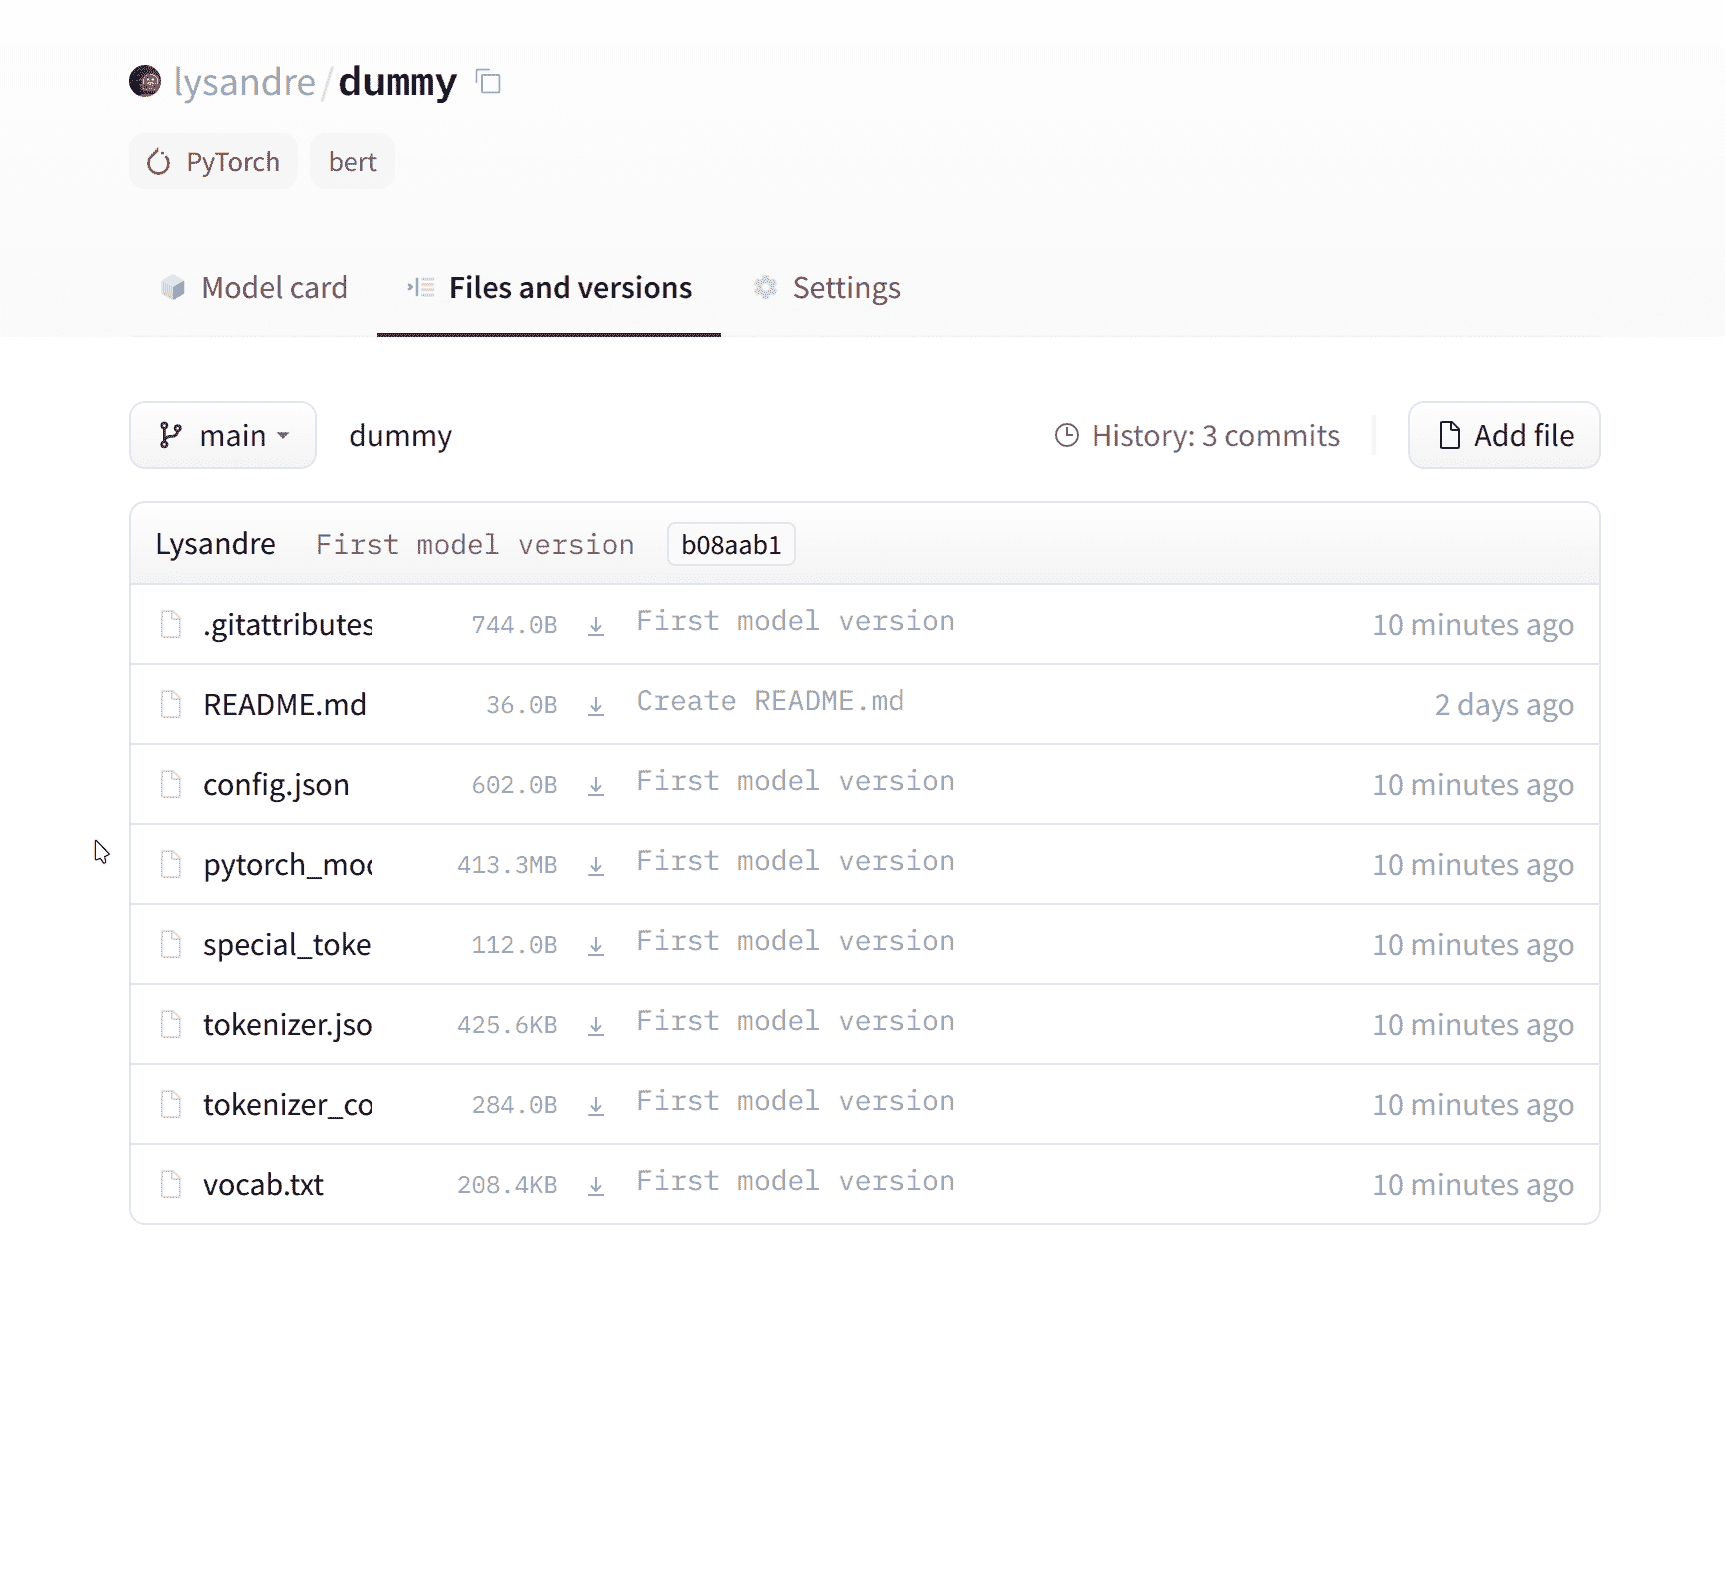 lysandre/dummy
PyTorch bert
Model card Files and versions Settings
main dummy History: 3 commits Add file
Lysandre First model version b08aab1
.gitattributes 744.0B First model version 10 minutes ago
README.md 36.0B Create README.md 2 days ago
config.json 602.0B First model version 10 minutes ago
pytorch_moc 413.3MB First model version 10 minutes ago
special_toke 112.0B First model version 10 minutes ago
tokenizer.jso 425.6KB First model version 10 minutes ago
tokenizer_co 284.0B First model version 10 minutes ago
vocab.txt 208.4KB First model version 10 minutes ago